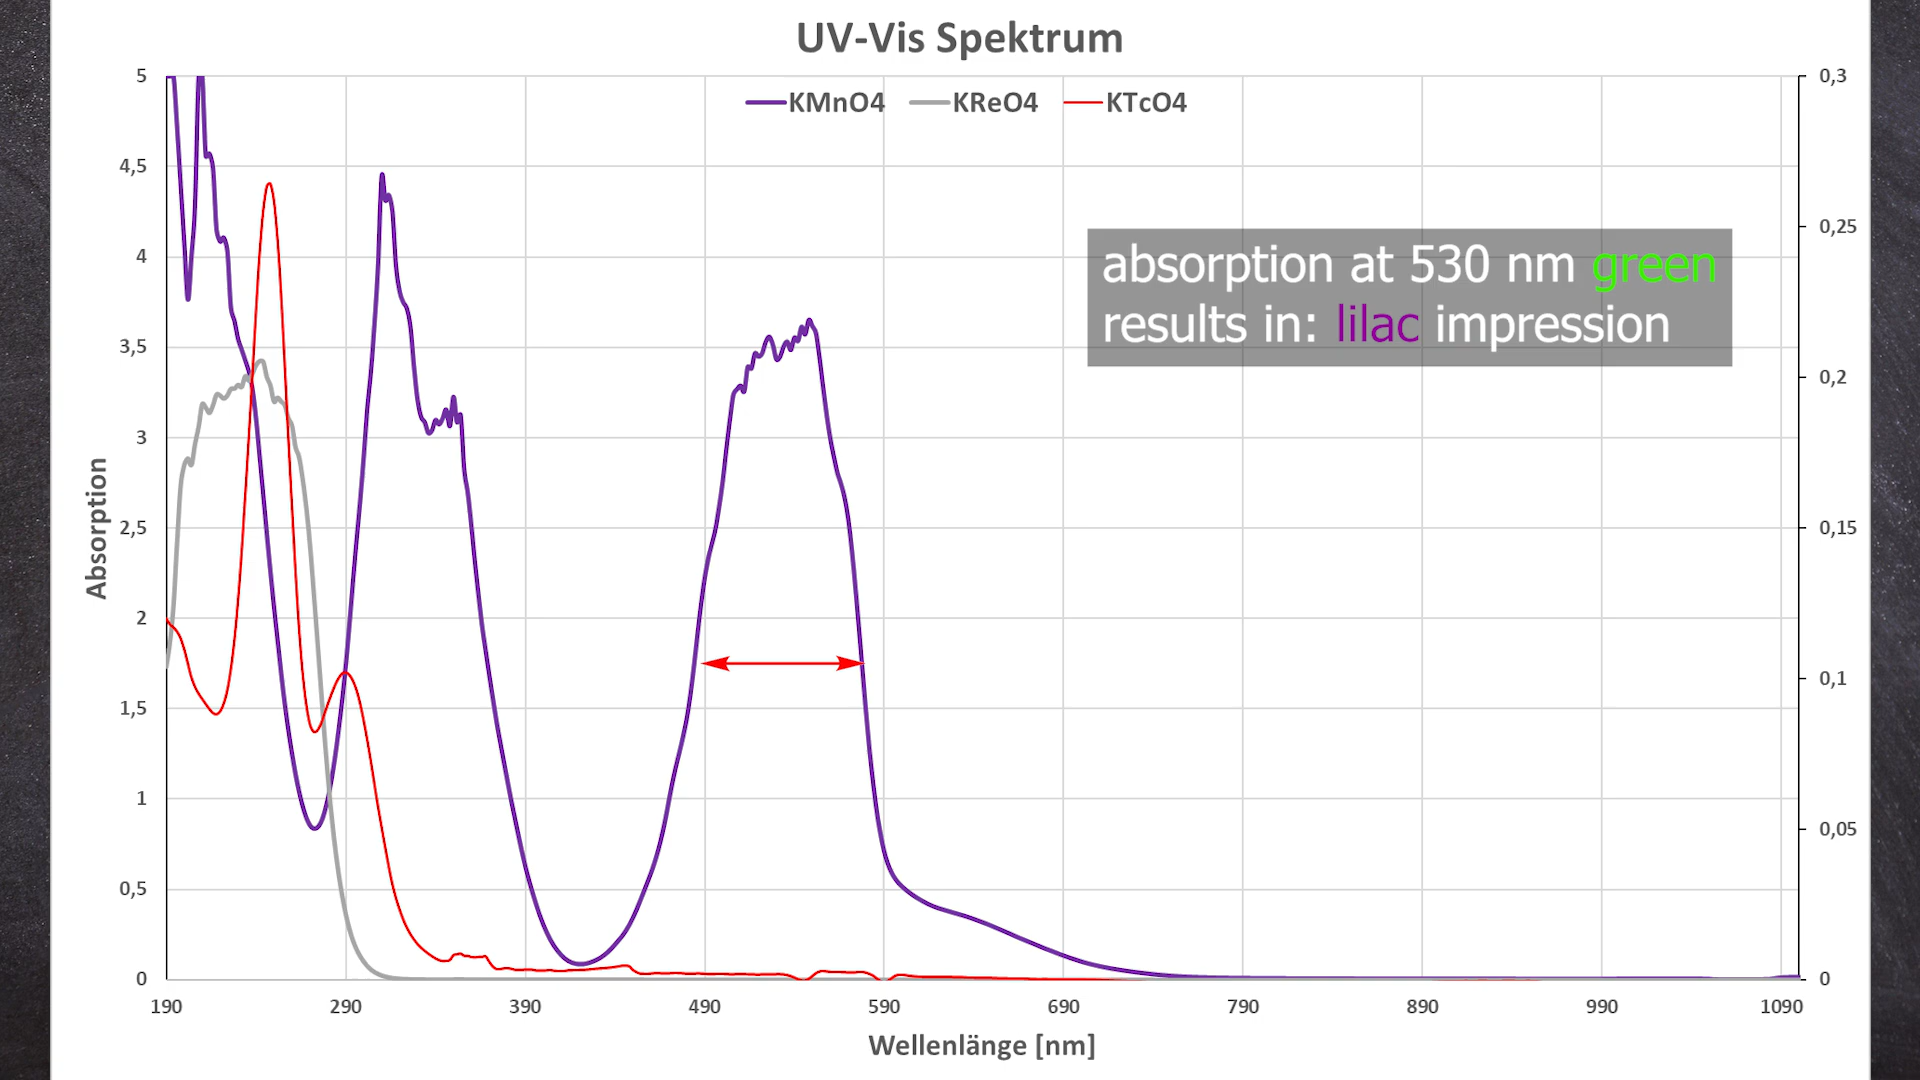 UV-Vis Spektrum
KMnO4 KReO4 KTcO4
absorption at 530 nm green
results in: lilac impression
Absorption
5
4,5
4
3,5
3
2,5
2
1,5
1
0,5
0
0,3
0,25
0,2
0,15
0,1
0,05
0
190 290 390 490 590 690 790 890 990 1090
Wellenlänge [nm]